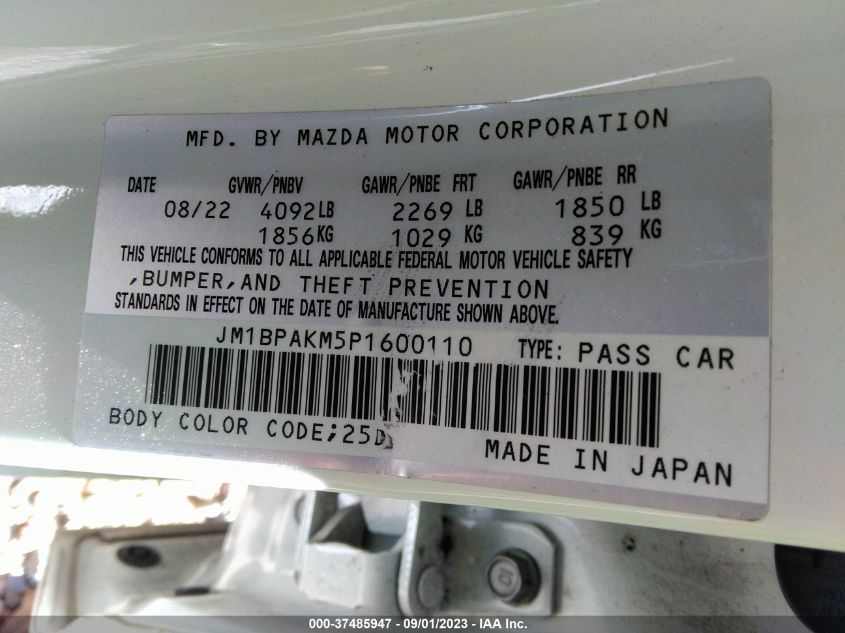 MFD. BY MAZDA MOTOR CORPORATION
DATE GVWR/PNBV GAWR/PNBE FRT GAWR/PNBE RR
08/22 4092LB 2269 LB 1850 LB
1856KG 1029 KG 839 KG
THIS VEHICLE CONFORMS TO ALL APPLICABLE FEDERAL MOTOR VEHICLE SAFETY
,BUMPER,AND THEFT PREVENTION
STANDARDS IN EFFECT ON THE DATE OF MANUFACTURE SHOWN ABOVE.
JM1BPAKM5P1600110 TYPE: PASS CAR
BODY COLOR CODE;25D
MADE IN JAPAN
000-37485947 - 09/01/2023 - IAA Inc.